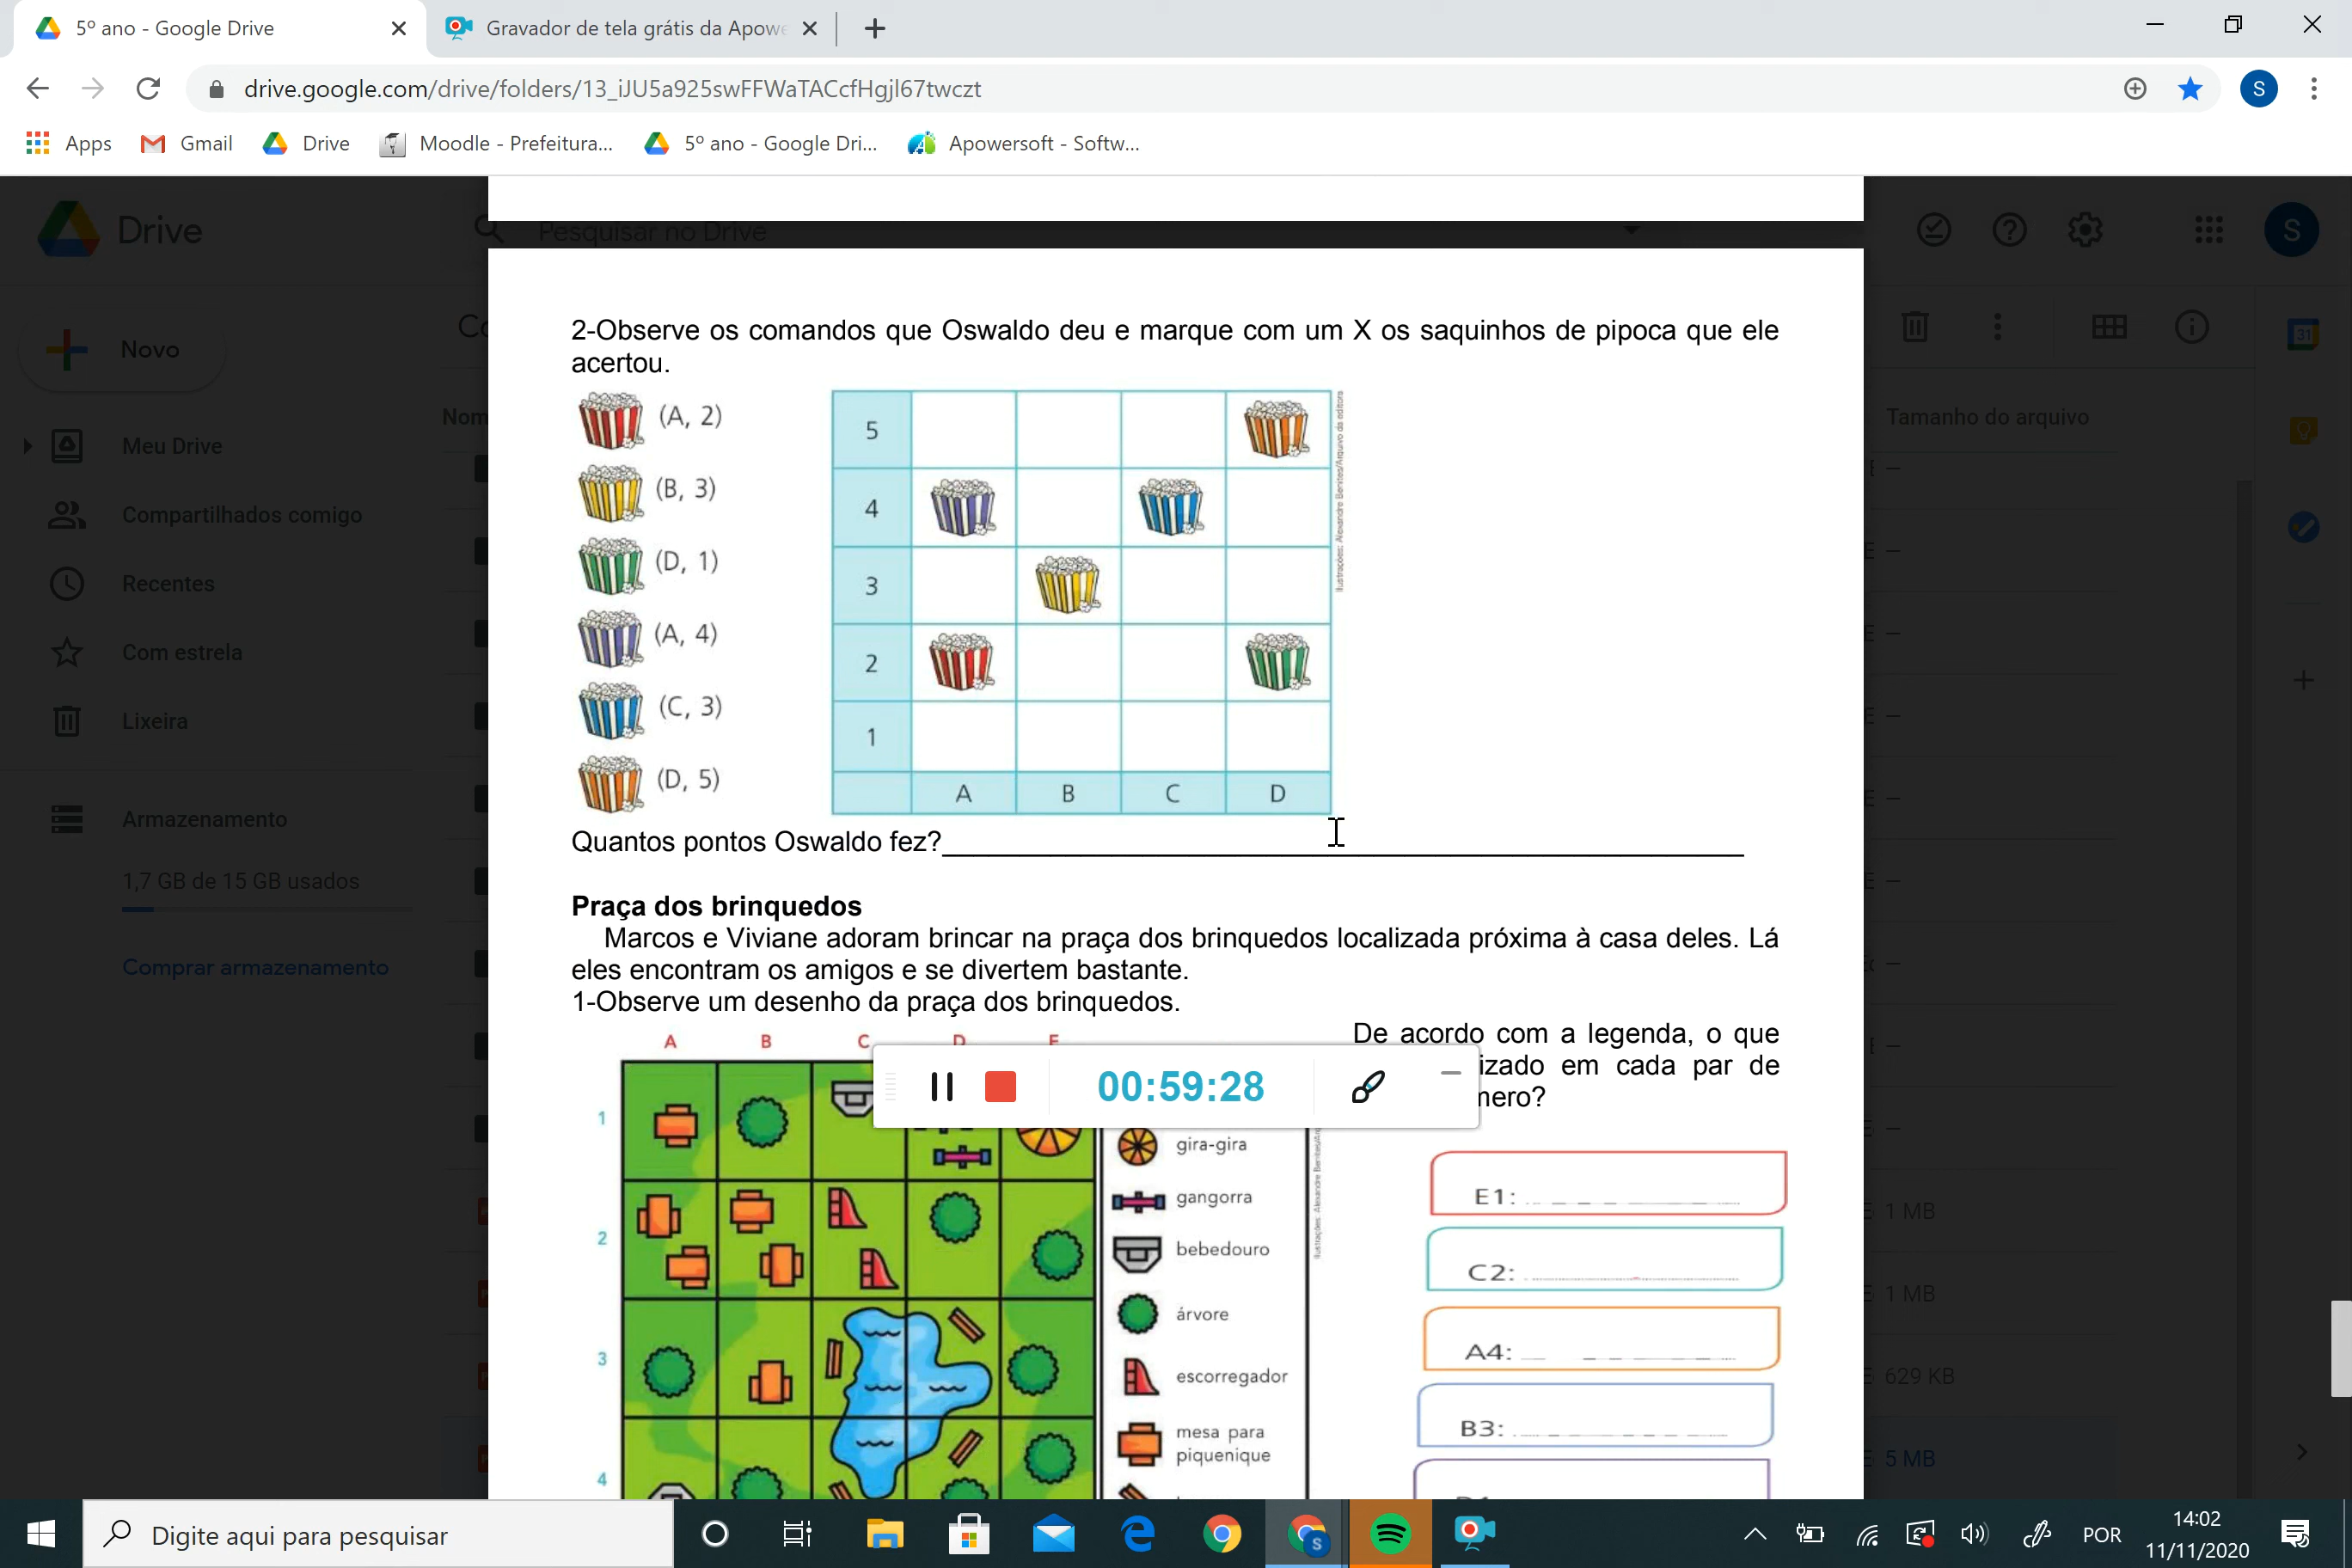 5º ano - Google Drive
Gravador de tela grátis da Apowe
drive.google.com/drive/folders/13_iJU5a925swFFWaTACcfHgjl67twczt
S
Apps
Gmail
Drive
Moodle - Prefeitura...
5º ano - Google Dri...
Apowersoft - Softw...
Drive
Pesquisar no Drive
S
Novo
Meu Drive
Compartilhados comigo
Recentes
Com estrela
Lixeira
Armazenamento
1,7 GB de 15 GB usados
Comprar armazenamento
Tamanho do arquivo
31
1 MB
1 MB
629 KB
5 MB
2-Observe os comandos que Oswaldo deu e marque com um X os saquinhos de pipoca que ele
acertou.
(A, 2)
(B, 3)
(D, 1)
(A, 4)
(C, 3)
(D, 5)
5
4
3
2
1
A B C D
Ilustrações: Alexandre Benites/Arquivo da editora
Quantos pontos Oswaldo fez?
Praça dos brinquedos
Marcos e Viviane adoram brincar na praça dos brinquedos localizada próxima à casa deles. Lá
eles encontram os amigos e se divertem bastante.
1-Observe um desenho da praça dos brinquedos.
A B C D E
1
2
3
4
00:59:28
gira-gira
gangorra
bebedouro
árvore
escorregador
mesa para
piquenique
De acordo com a legenda, o que
izado em cada par de
mero?
E1:
C2:
A4:
B3:
Digite aqui para pesquisar
S
POR
14:02
11/11/2020